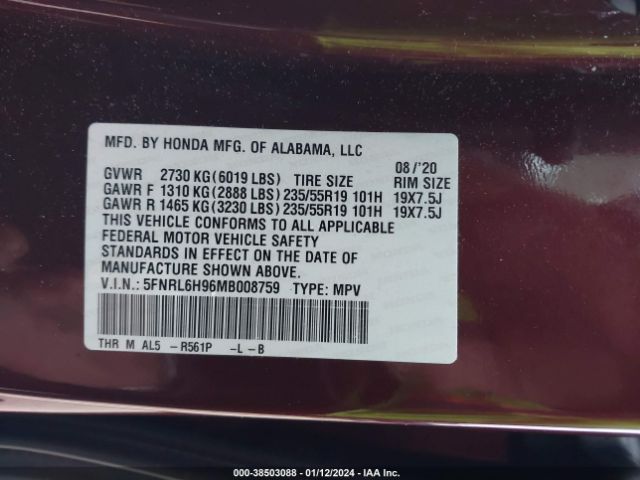 MFD. BY HONDA MFG. OF ALABAMA, LLC
08/'20
GVWR 2730 KG(6019 LBS) TIRE SIZE RIM SIZE
GAWR F 1310 KG(2888 LBS)235/55R19 101H 19X7.5J
GAWR R 1465 KG(3230 LBS)235/55R19 101H 19X7.5J
THIS VEHICLE CONFORMS TO ALL APPLICABLE
FEDERAL MOTOR VEHICLE SAFETY
STANDARDS IN EFFECT ON THE DATE OF
MANUFACTURE SHOWN ABOVE.
V.I.N.: 5FNRL6H96MB008759 TYPE: MPV
THR M AL5 -R561P -L-B
000-38503088 - 01/12/2024 - IAA Inc.